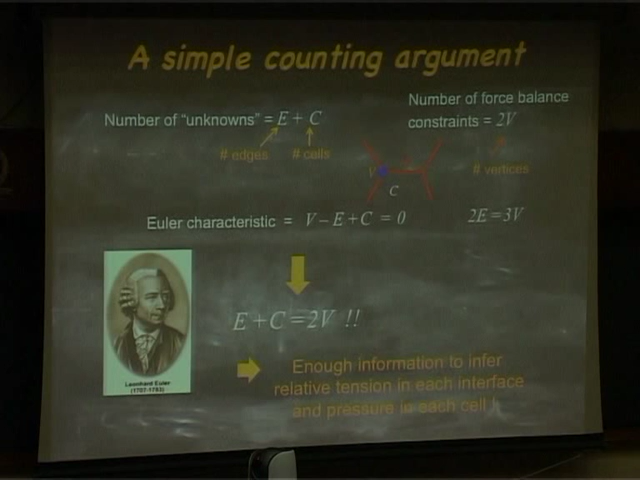 A simple counting argument
Number of "unknowns" = E + C
# edges
# cells
Number of force balance
constraints = 2V
# vertices
V
C
Euler characteristic = V – E + C = 0
2E = 3V
E + C = 2V !!
Leonhard Euler
(1707-1783)
Enough information to infer
relative tension in each interface
and pressure in each cell !